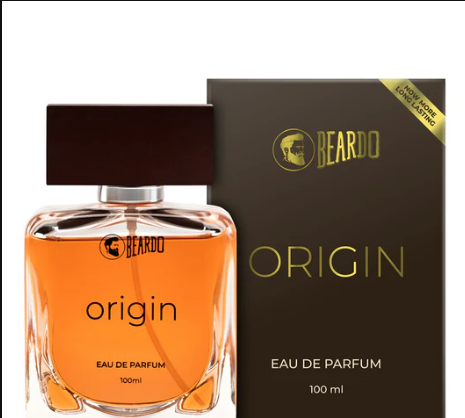 NOW MORE
LONG LASTING
BEARDO
ORIGIN
EAU DE PARFUM
100 ml
BEARDO
origin
EAU DE PARFUM
100ml